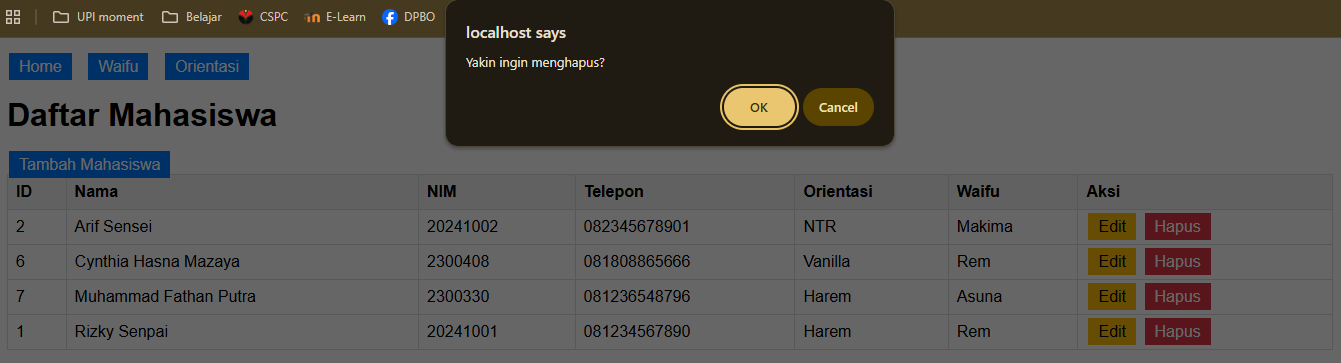 UPI moment Belajar CSPC E-Learn DPBO
localhost says
Yakin ingin menghapus?
OK Cancel
Home Waifu Orientasi
Daftar Mahasiswa
Tambah Mahasiswa
ID Nama NIM Telepon Orientasi Waifu Aksi
2 Arif Sensei 20241002 082345678901 NTR Makima Edit Hapus
6 Cynthia Hasna Mazaya 2300408 081808865666 Vanilla Rem Edit Hapus
7 Muhammad Fathan Putra 2300330 081236548796 Harem Asuna Edit Hapus
1 Rizky Senpai 20241001 081234567890 Harem Rem Edit Hapus